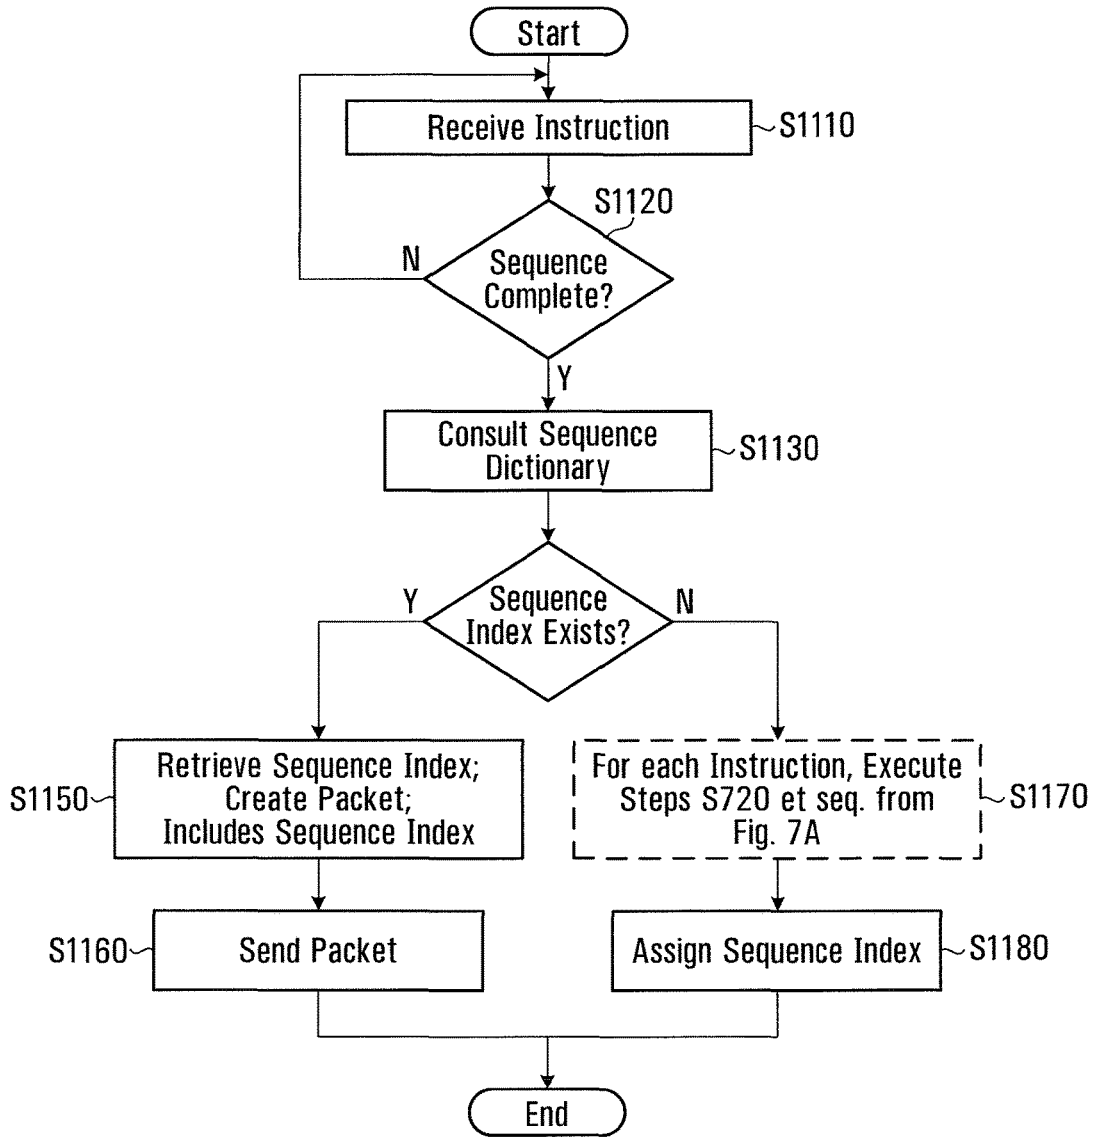 Start
Receive Instruction
S1110
S1120
N
Sequence
Complete?
Y
Consult Sequence
Dictionary
S1130
Y
Sequence
Index Exists?
N
S1150
Retrieve Sequence Index;
Create Packet;
Includes Sequence Index
For each Instruction, Execute
Steps S720 et seq. from
Fig. 7A
S1170
S1160
Send Packet
Assign Sequence Index
S1180
End